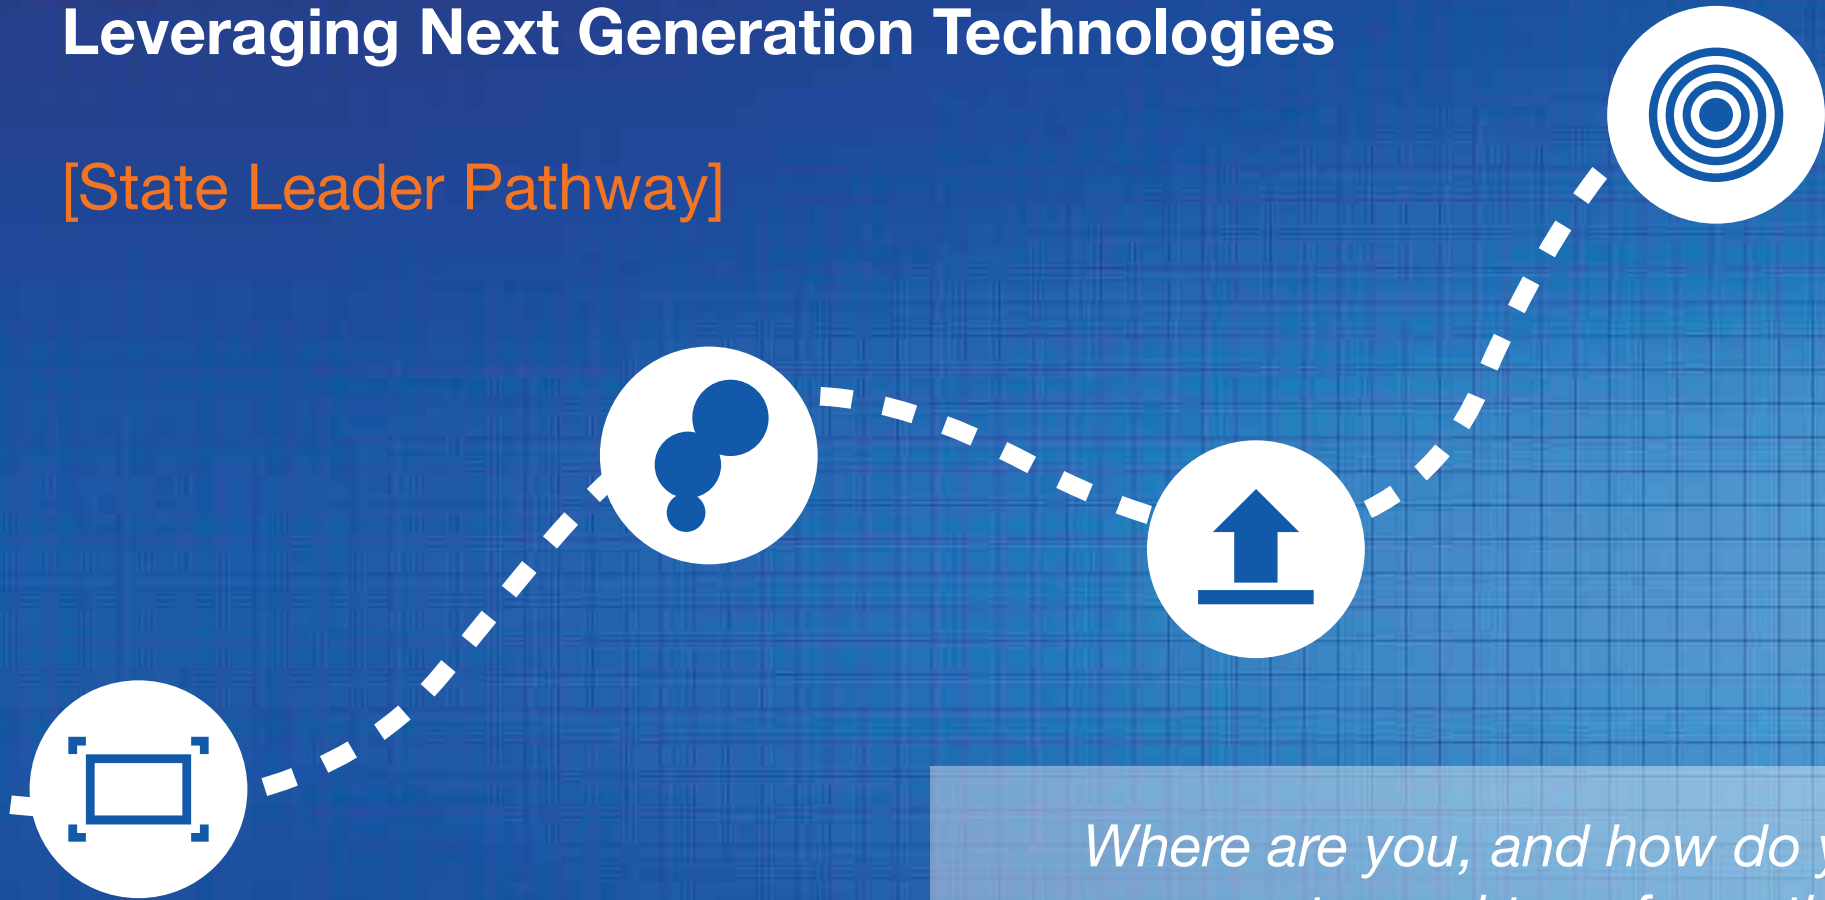 Leveraging Next Generation Technologies
[State Leader Pathway]
Where are you, and how do